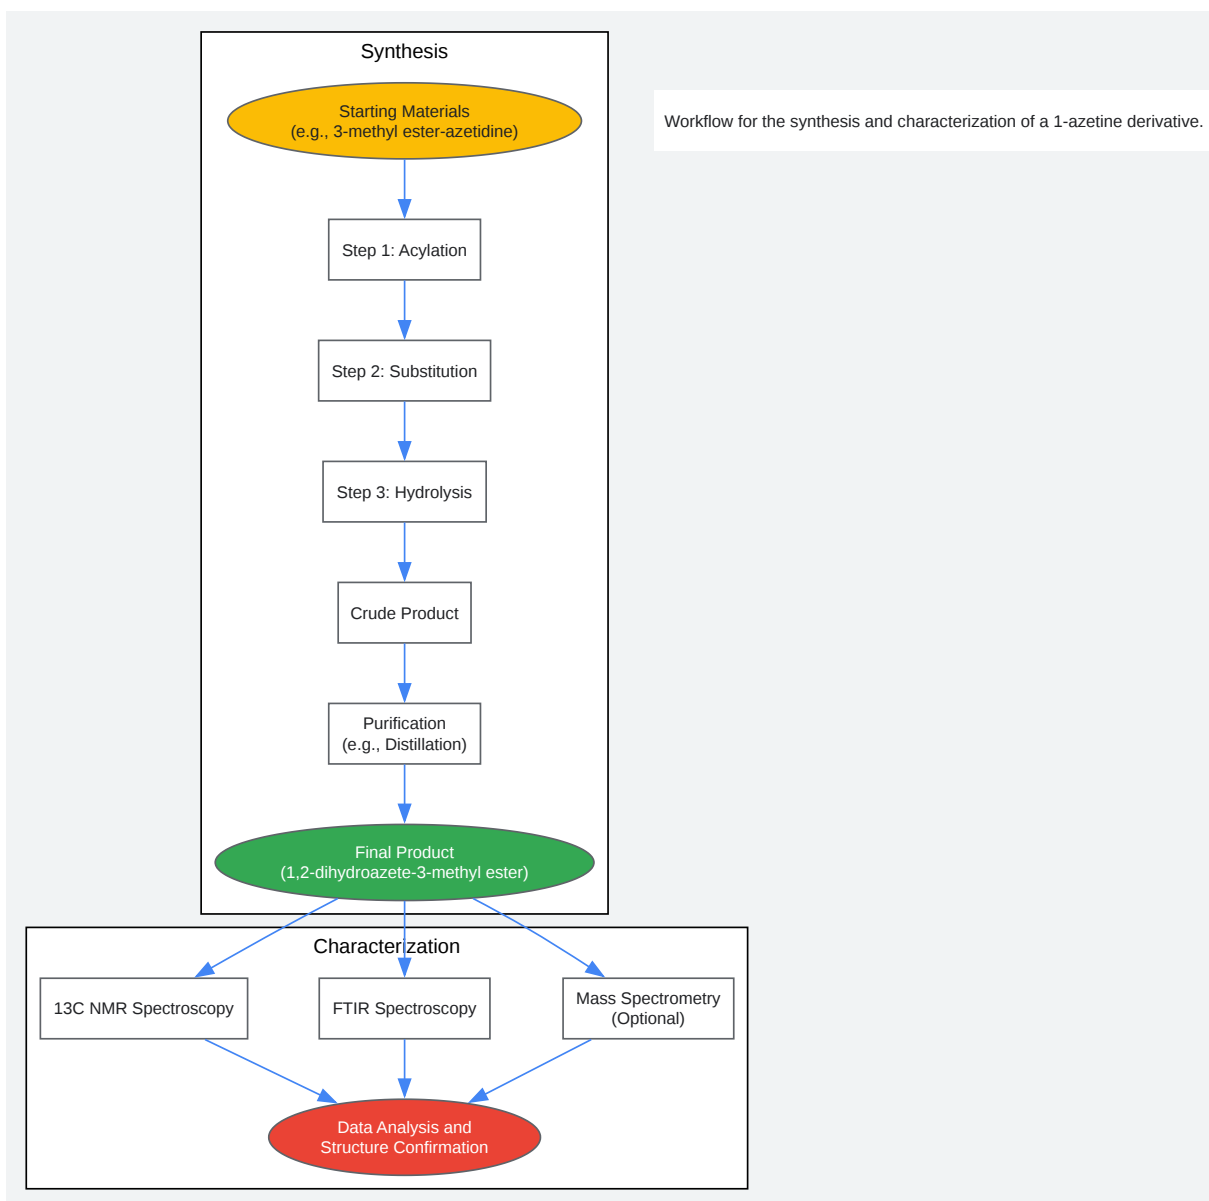 Synthesis
Starting Materials
(e.g., 3-methyl ester-azetidine)
Workflow for the synthesis and characterization of a 1-azetine derivative.
Step 1: Acylation
Step 2: Substitution
Step 3: Hydrolysis
Crude Product
Purification
(e.g., Distillation)
Final Product
(1,2-dihydroazete-3-methyl ester)
Characterization
13C NMR Spectroscopy
FTIR Spectroscopy
Mass Spectrometry
(Optional)
Data Analysis and
Structure Confirmation